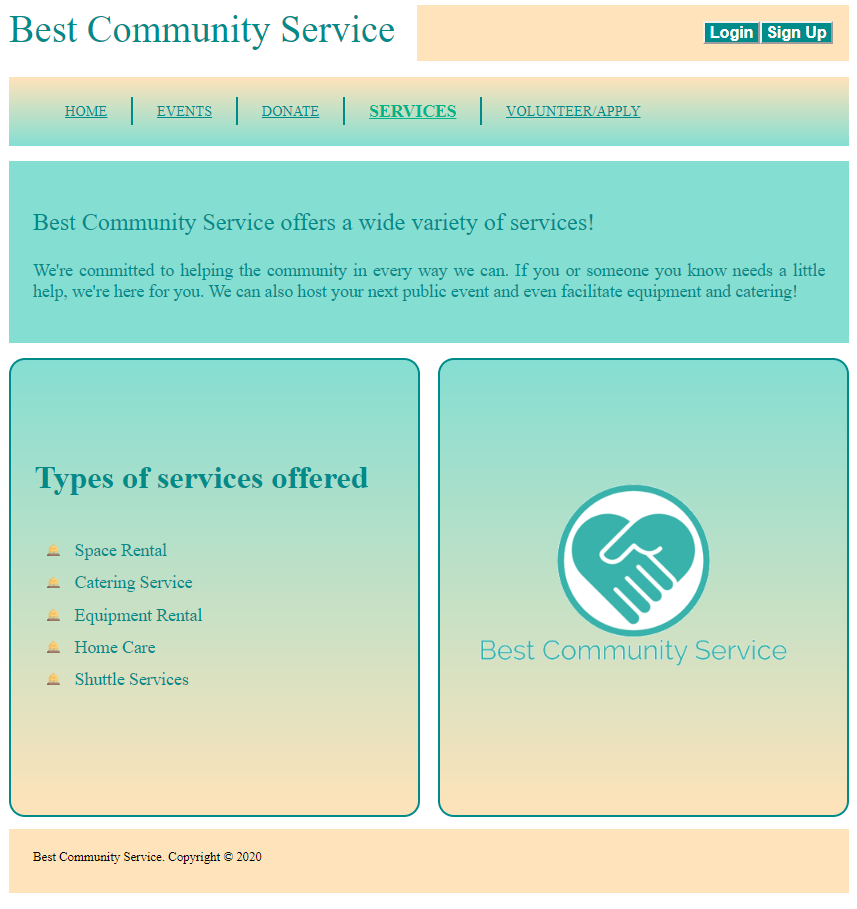 Best Community Service
Login Sign Up
HOME EVENTS DONATE SERVICES VOLUNTEER/APPLY
Best Community Service offers a wide variety of services!
We're committed to helping the community in every way we can. If you or someone you know needs a little
help, we're here for you. We can also host your next public event and even facilitate equipment and catering!
Types of services offered
Space Rental
Catering Service
Equipment Rental
Home Care
Shuttle Services
Best Community Service
Best Community Service. Copyright © 2020